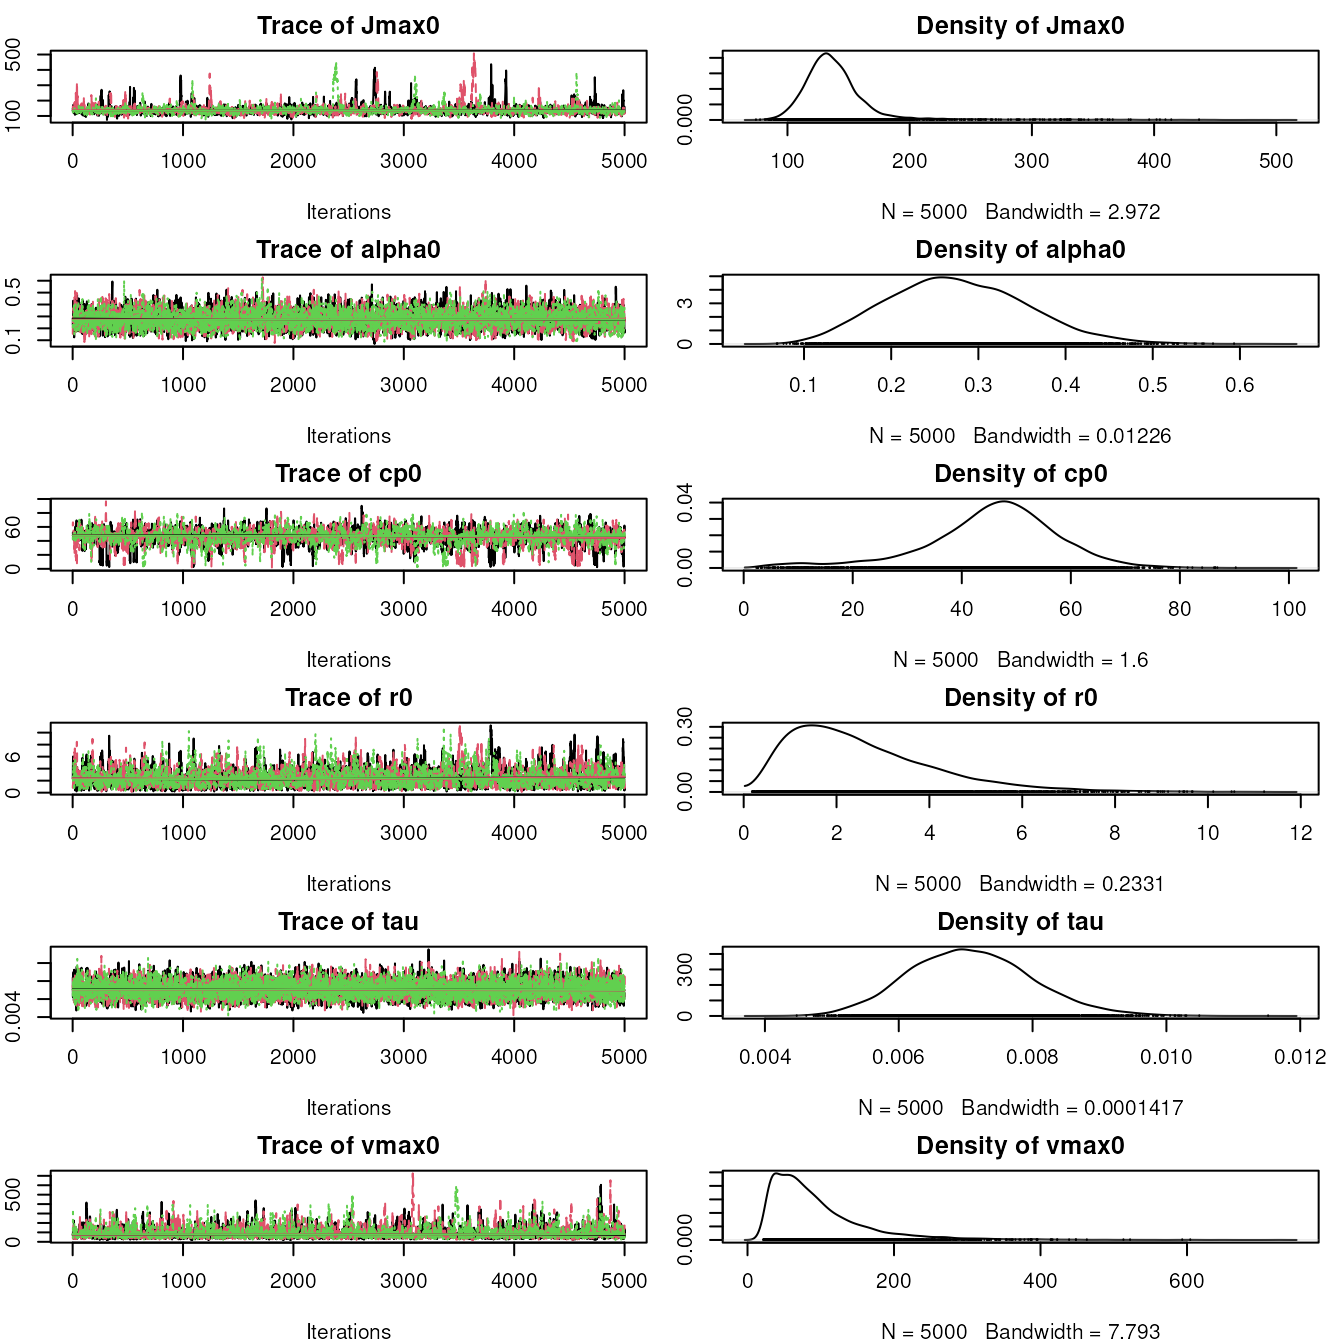 Trace of Jmax0
Density of Jmax0
100 500
0.000
0 1000 2000 3000 4000 5000
100 200 300 400 500
Iterations
N = 5000 Bandwidth = 2.972
Trace of alpha0
Density of alpha0
0.1 0.5
0 3
0 1000 2000 3000 4000 5000
0.1 0.2 0.3 0.4 0.5 0.6
Iterations
N = 5000 Bandwidth = 0.01226
Trace of cp0
Density of cp0
0 60
0.00 0.04
0 1000 2000 3000 4000 5000
0 20 40 60 80 100
Iterations
N = 5000 Bandwidth = 1.6
Trace of r0
Density of r0
0 6
0.00 0.30
0 1000 2000 3000 4000 5000
0 2 4 6 8 10 12
Iterations
N = 5000 Bandwidth = 0.2331
Trace of tau
Density of tau
0.004
0 300
0 1000 2000 3000 4000 5000
0.004 0.006 0.008 0.010 0.012
Iterations
N = 5000 Bandwidth = 0.0001417
Trace of vmax0
Density of vmax0
0 500
0.000
0 1000 2000 3000 4000 5000
0 200 400 600
Iterations
N = 5000 Bandwidth = 7.793